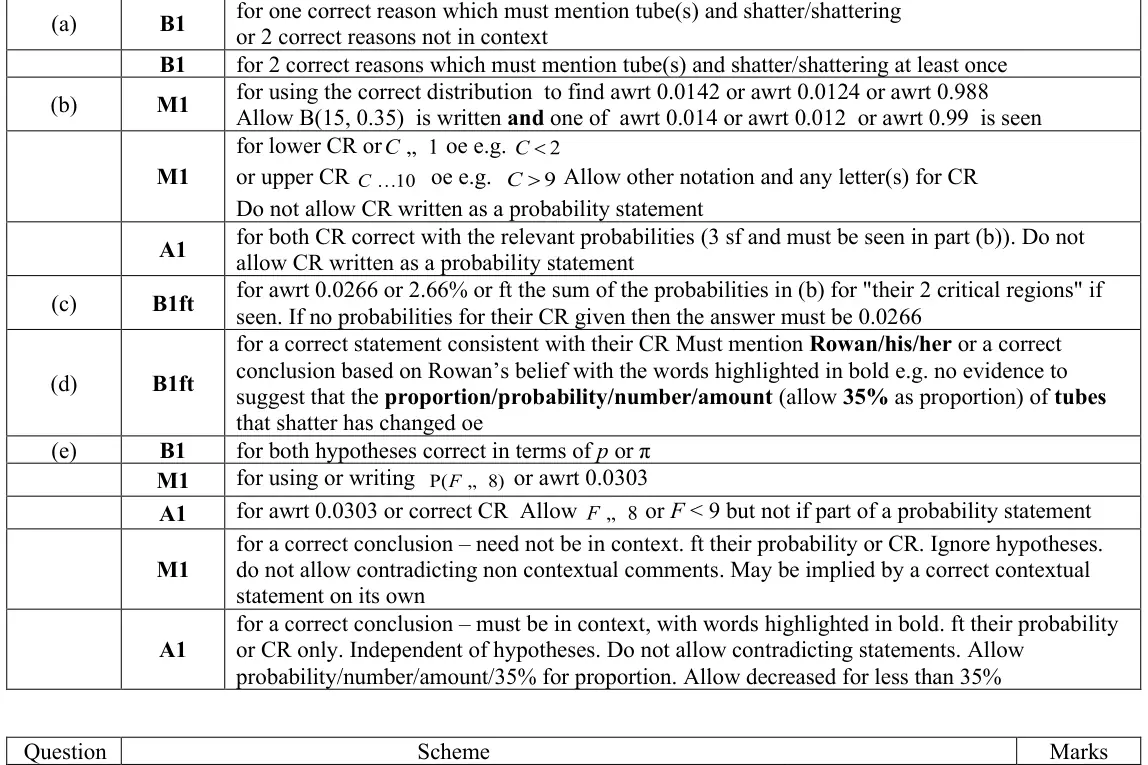 (a) B1 for one correct reason which must mention tube(s) and shatter/shattering
or 2 correct reasons not in context
B1 for 2 correct reasons which must mention tube(s) and shatter/shattering at least once
(b) M1 for using the correct distribution to find awrt 0.0142 or awrt 0.0124 or awrt 0.988
Allow B(15, 0.35) is written and one of awrt 0.014 or awrt 0.012 or awrt 0.99 is seen
M1 for lower CR or C ,, 1 oe e.g. C < 2
or upper CR C …10 oe e.g. C > 9 Allow other notation and any letter(s) for CR
Do not allow CR written as a probability statement
A1 for both CR correct with the relevant probabilities (3 sf and must be seen in part (b)). Do not
allow CR written as a probability statement
(c) B1ft for awrt 0.0266 or 2.66% or ft the sum of the probabilities in (b) for "their 2 critical regions" if
seen. If no probabilities for their CR given then the answer must be 0.0266
(d) B1ft for a correct statement consistent with their CR Must mention Rowan/his/her or a correct
conclusion based on Rowan’s belief with the words highlighted in bold e.g. no evidence to
suggest that the proportion/probability/number/amount (allow 35% as proportion) of tubes
that shatter has changed oe
(e) B1 for both hypotheses correct in terms of p or π
M1 for using or writing P(F ,, 8) or awrt 0.0303
A1 for awrt 0.0303 or correct CR Allow F ,, 8 or F < 9 but not if part of a probability statement
M1 for a correct conclusion – need not be in context. ft their probability or CR. Ignore hypotheses.
do not allow contradicting non contextual comments. May be implied by a correct contextual
statement on its own
A1 for a correct conclusion – must be in context, with words highlighted in bold. ft their probability
or CR only. Independent of hypotheses. Do not allow contradicting statements. Allow
probability/number/amount/35% for proportion. Allow decreased for less than 35%
Question Scheme Marks